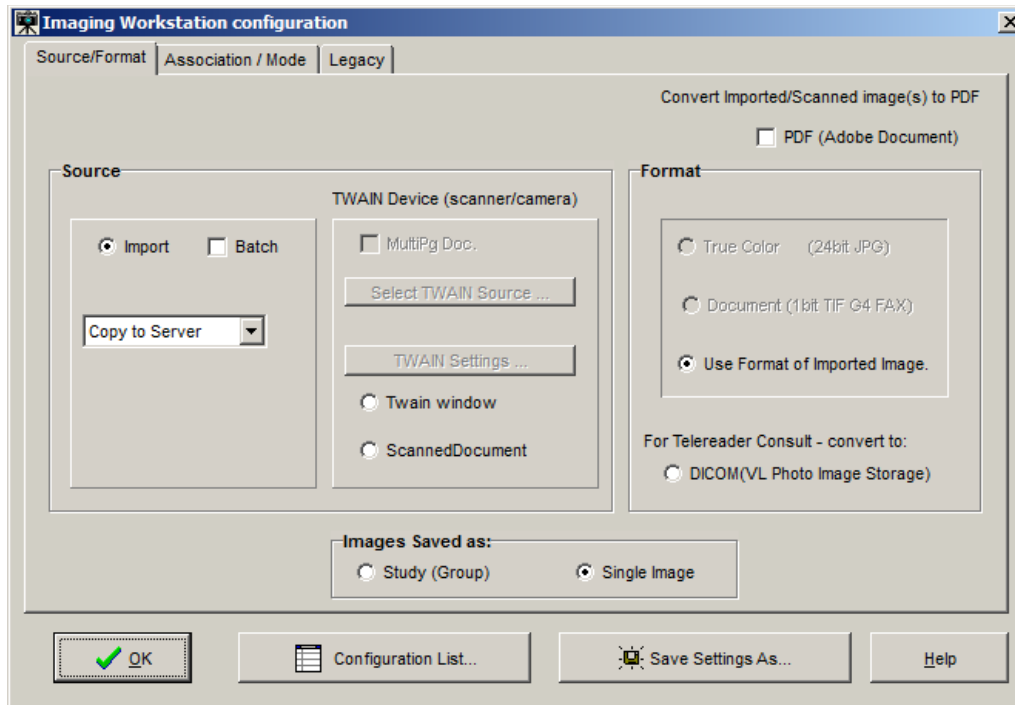 Imaging Workstation configuration
Source/Format Association / Mode Legacy
Convert Imported/Scanned image(s) to PDF
PDF (Adobe Document)
Source
TWAIN Device (scanner/camera)
Import Batch
Copy to Server
MultiPg Doc.
Select TWAIN Source ...
TWAIN Settings ...
Twain window
ScannedDocument
Format
True Color (24bit JPG)
Document (1bit TIF G4 FAX)
Use Format of Imported Image.
For Telereader Consult - convert to:
DICOM(VL Photo Image Storage)
Images Saved as:
Study (Group) Single Image
OK Configuration List... Save Settings As... Help